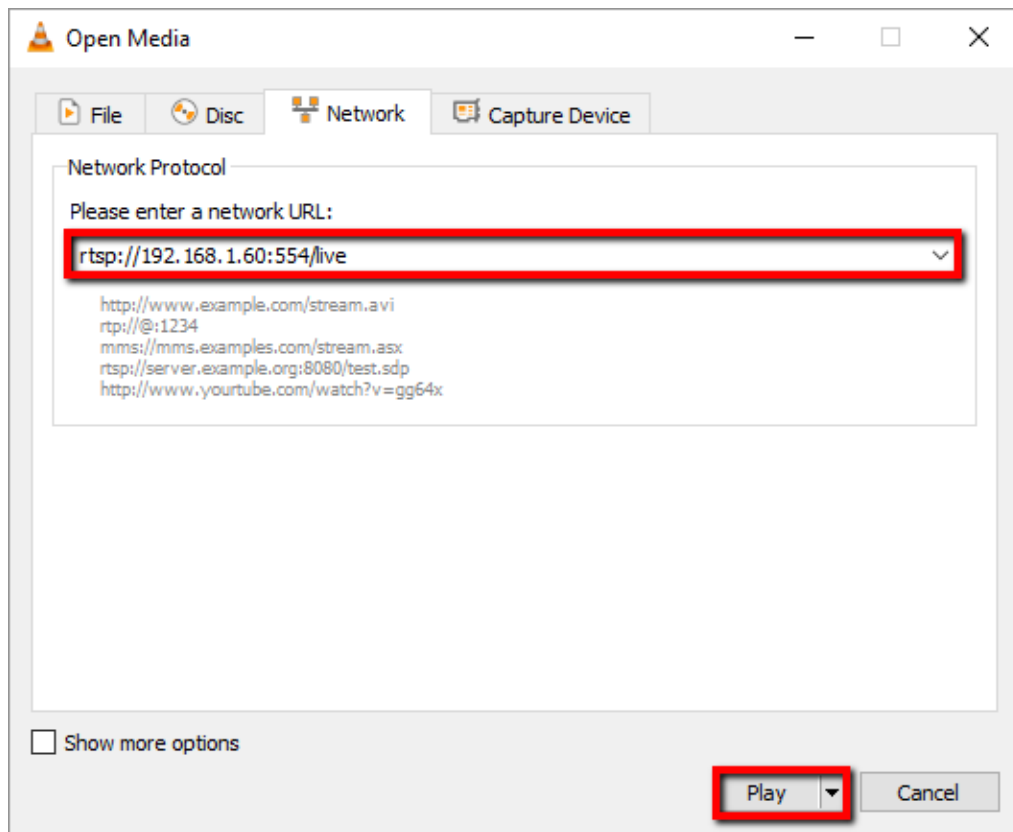 Open Media
File Disc Network Capture Device
Network Protocol
Please enter a network URL:
rtsp://192.168.1.60:554/live
http://www.example.com/stream.avi
rtp://@:1234
mms://mms.examples.com/stream.asx
rtsp://server.example.org:8080/test.sdp
http://www.yourtube.com/watch?v=gg64x
Show more options
Play Cancel